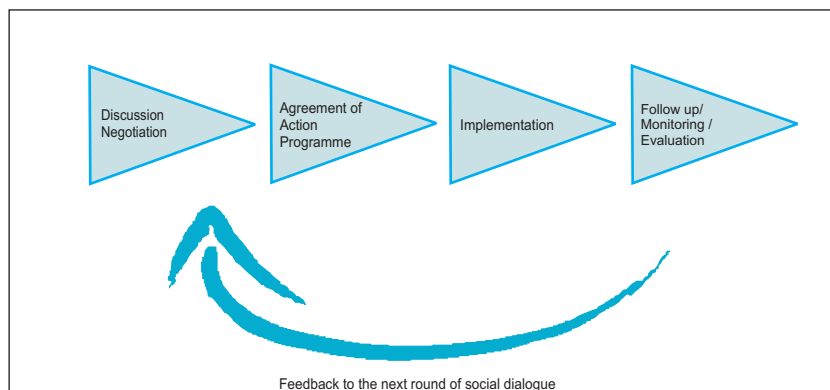 Discussion
Negotiation
Agreement of
Action
Programme
Implementation
Follow up/
Monitoring /
Evaluation
Feedback to the next round of social dialogue